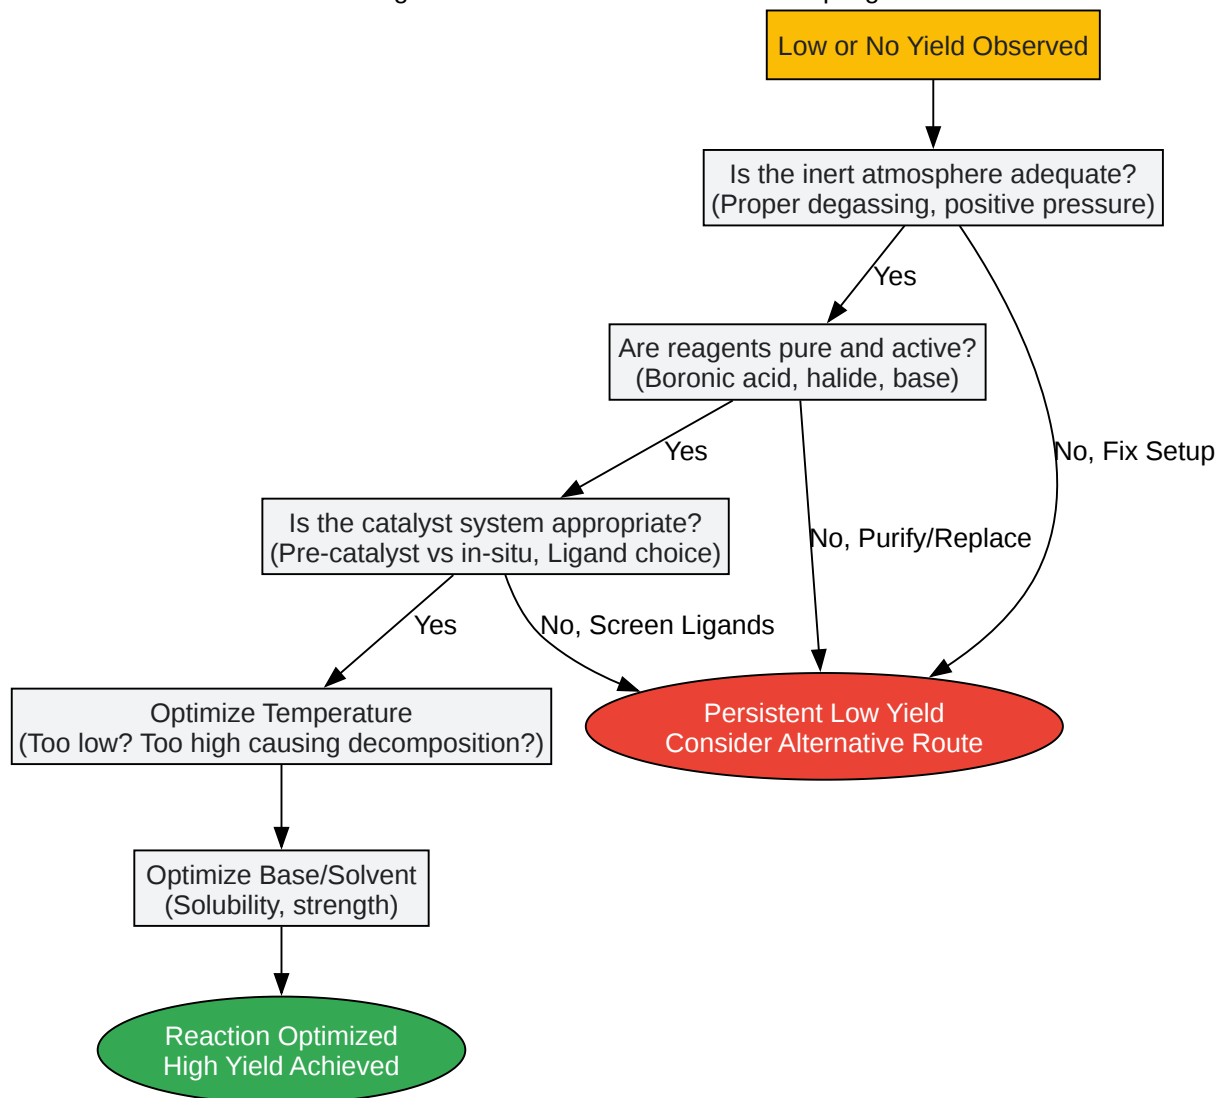 Low or No Yield Observed
Is the inert atmosphere adequate?
(Proper degassing, positive pressure)
Yes
Are reagents pure and active?
(Boronic acid, halide, base)
Yes
No, Fix Setup
Is the catalyst system appropriate?
(Pre-catalyst vs in-situ, Ligand choice)
No, Purify/Replace
Yes
No, Screen Ligands
Optimize Temperature
(Too low? Too high causing decomposition?)
Persistent Low Yield
Consider Alternative Route
Optimize Base/Solvent
(Solubility, strength)
Reaction Optimized
High Yield Achieved